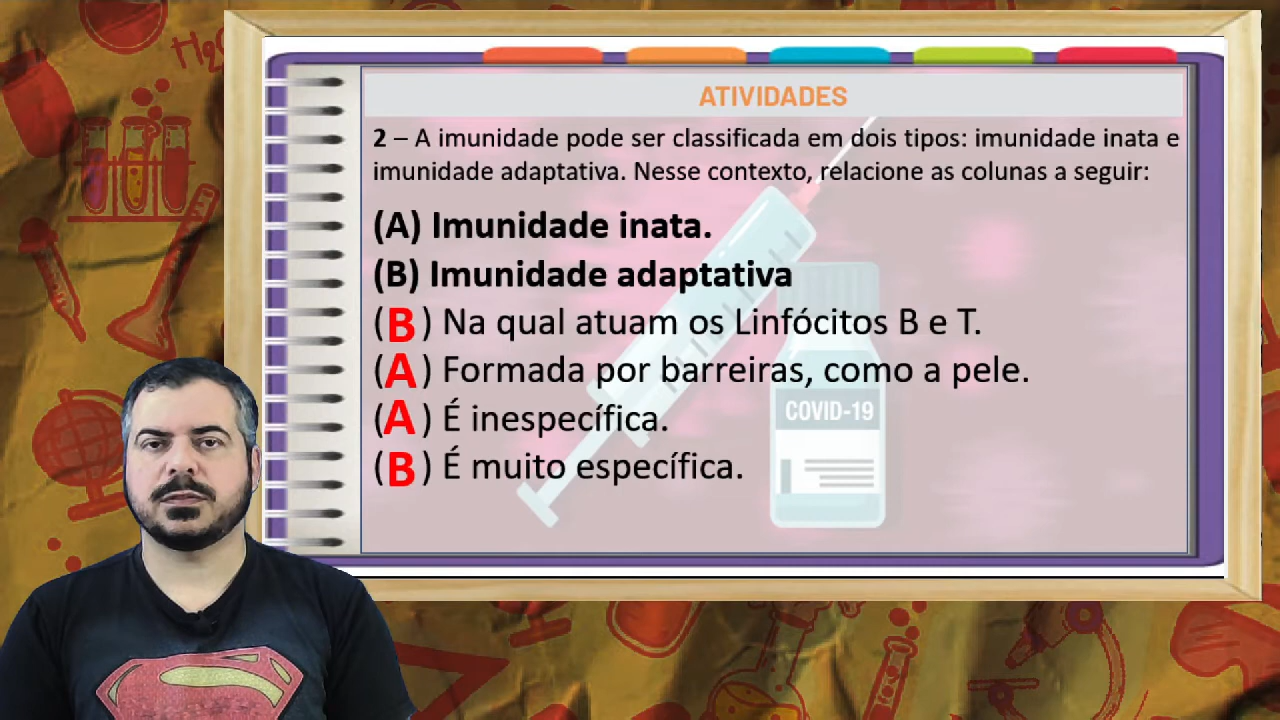 H₂O
ATIVIDADES
2 – A imunidade pode ser classificada em dois tipos: imunidade inata e
imunidade adaptativa. Nesse contexto, relacione as colunas a seguir:
(A) Imunidade inata.
(B) Imunidade adaptativa
(B) Na qual atuam os Linfócitos B e T.
(A) Formada por barreiras, como a pele.
(A) É inespecífica.
(B) É muito específica.
COVID-19